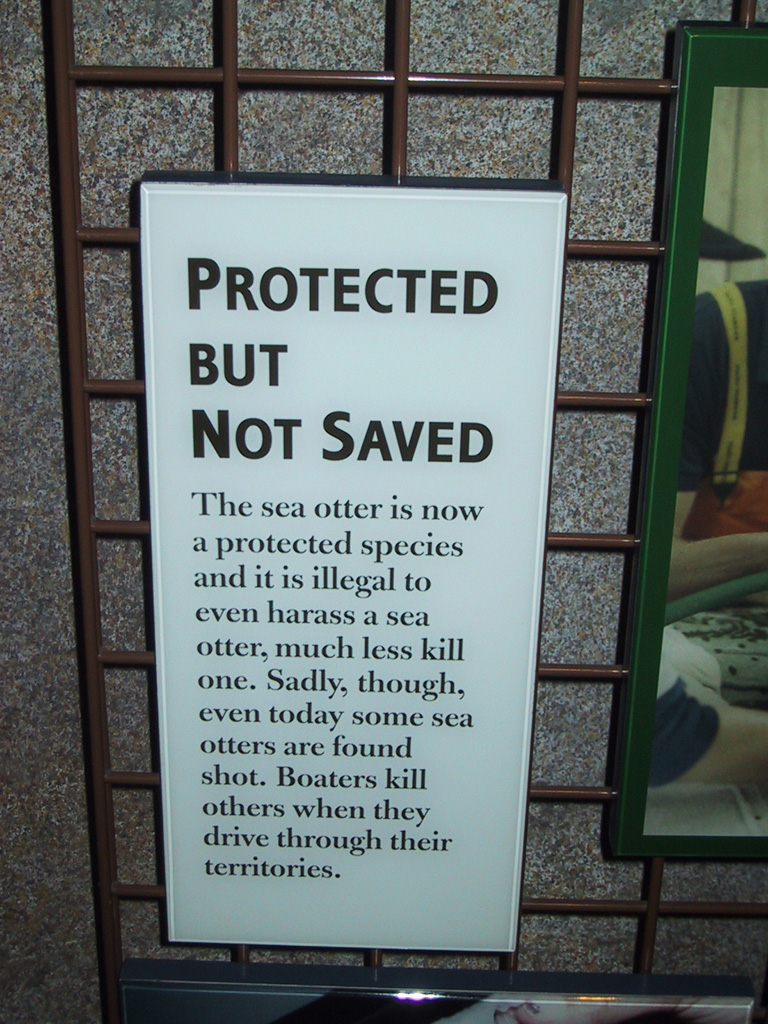 PROTECTED
BUT
NOT SAVED
The sea otter is now
a protected species
and it is illegal to
even harass a sea
otter, much less kill
one. Sadly, though,
even today some sea
otters are found
shot. Boaters kill
others when they
drive through their
territories.